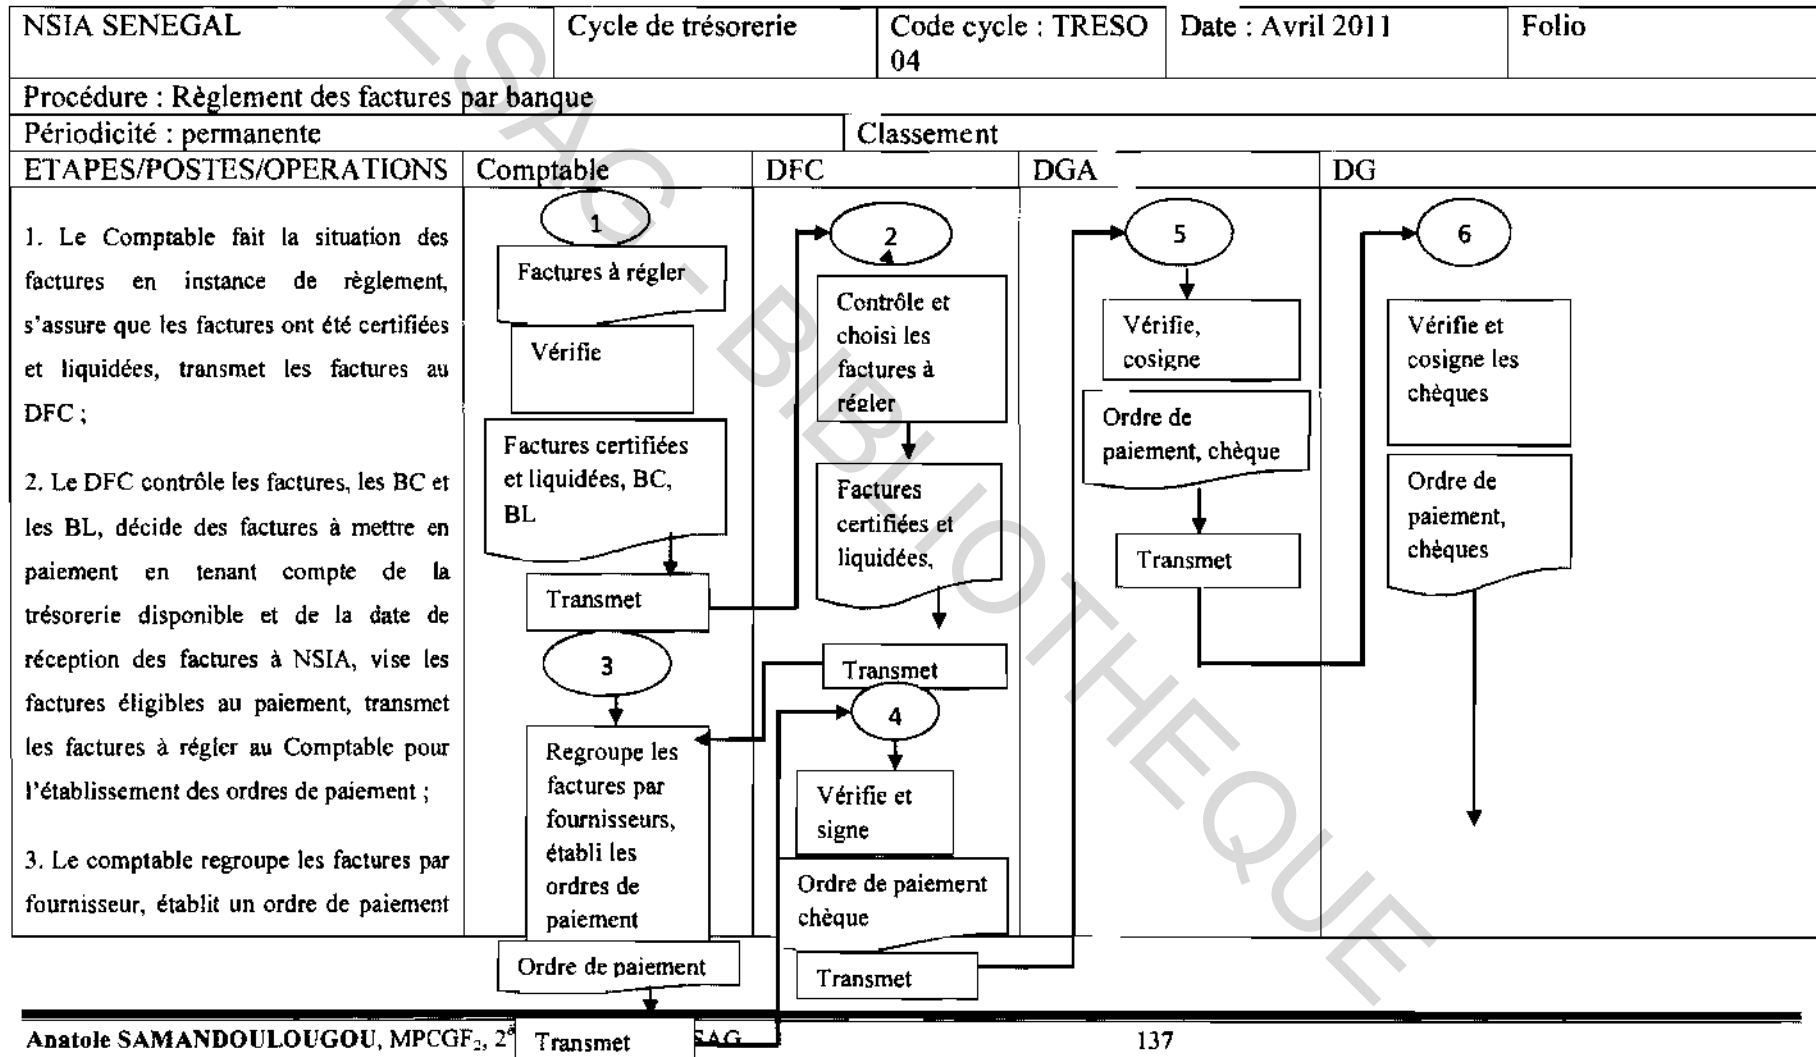 NSIA SENEGAL
Cycle de trésorerie
Code cycle : TRESO
04
Date : Avril 2011
Folio
Procédure : Règlement des factures par banque
Périodicité : permanente
Classement
ETAPES/POSTES/OPERATIONS
Comptable
DFC
DGA
DG
1. Le Comptable fait la situation des
factures en instance de règlement,
s'assure que les factures ont été certifiées
et liquidées, transmet les factures au
DFC ;
2. Le DFC contrôle les factures, les BC et
les BL, décide des factures à mettre en
paiement en tenant compte de la
trésorerie disponible et de la date de
réception des factures à NSIA, vise les
factures éligibles au paiement, transmet
les factures à régler au Comptable pour
l'établissement des ordres de paiement ;
3. Le comptable regroupe les factures par
fournisseur, établit un ordre de paiement
1
Factures à régler
Vérifie
Factures certifiées
et liquidées, BC,
BL
Transmet
3
Regroupe les
factures par
fournisseurs,
établi les
ordres de
paiement
Ordre de paiement
Transmet
2
Contrôle et
choisi les
factures à
régler
Factures
certifiées et
liquidées,
Transmet
4
Vérifie et
signe
Ordre de paiement
chèque
Transmet
5
Vérifie,
cosigne
Ordre de
paiement, chèque
Transmet
6
Vérifie et
cosigne les
chèques
Ordre de
paiement,
chèques
ESAG - BIBLIOTHEQUE
Anatole SAMANDOULOUGOU, MPCGF₂, 2
SAG
137